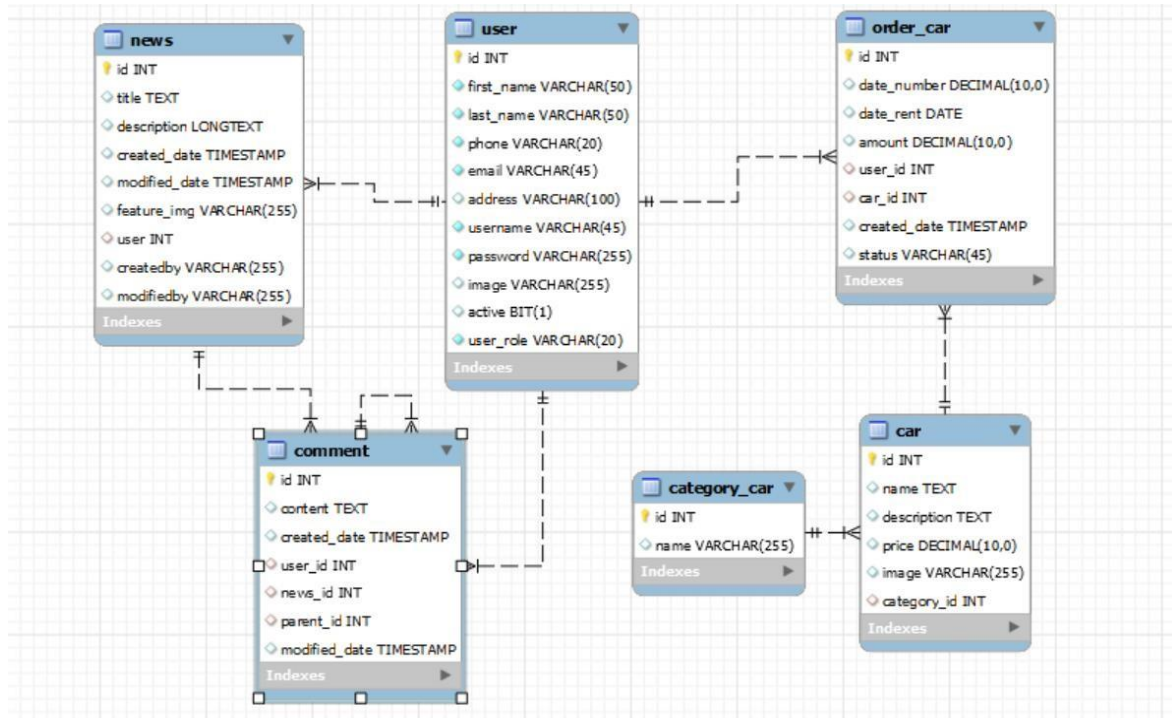 news
id INT
title TEXT
description LONGTEXT
created_date TIMESTAMP
modified_date TIMESTAMP
feature_img VARCHAR(255)
user INT
createdby VARCHAR(255)
modifiedby VARCHAR(255)
Indexes
user
id INT
first_name VARCHAR(50)
last_name VARCHAR(50)
phone VARCHAR(20)
email VARCHAR(45)
address VARCHAR(100)
username VARCHAR(45)
password VARCHAR(255)
image VARCHAR(255)
active BIT(1)
user_role VARCHAR(20)
Indexes
order_car
id INT
date_number DECIMAL(10,0)
date_rent DATE
amount DECIMAL(10,0)
user_id INT
car_id INT
created_date TIMESTAMP
status VARCHAR(45)
Indexes
comment
id INT
content TEXT
created_date TIMESTAMP
user_id INT
news_id INT
parent_id INT
modified_date TIMESTAMP
Indexes
category_car
id INT
name VARCHAR(255)
Indexes
car
id INT
name TEXT
description TEXT
price DECIMAL(10,0)
image VARCHAR(255)
category_id INT
Indexes